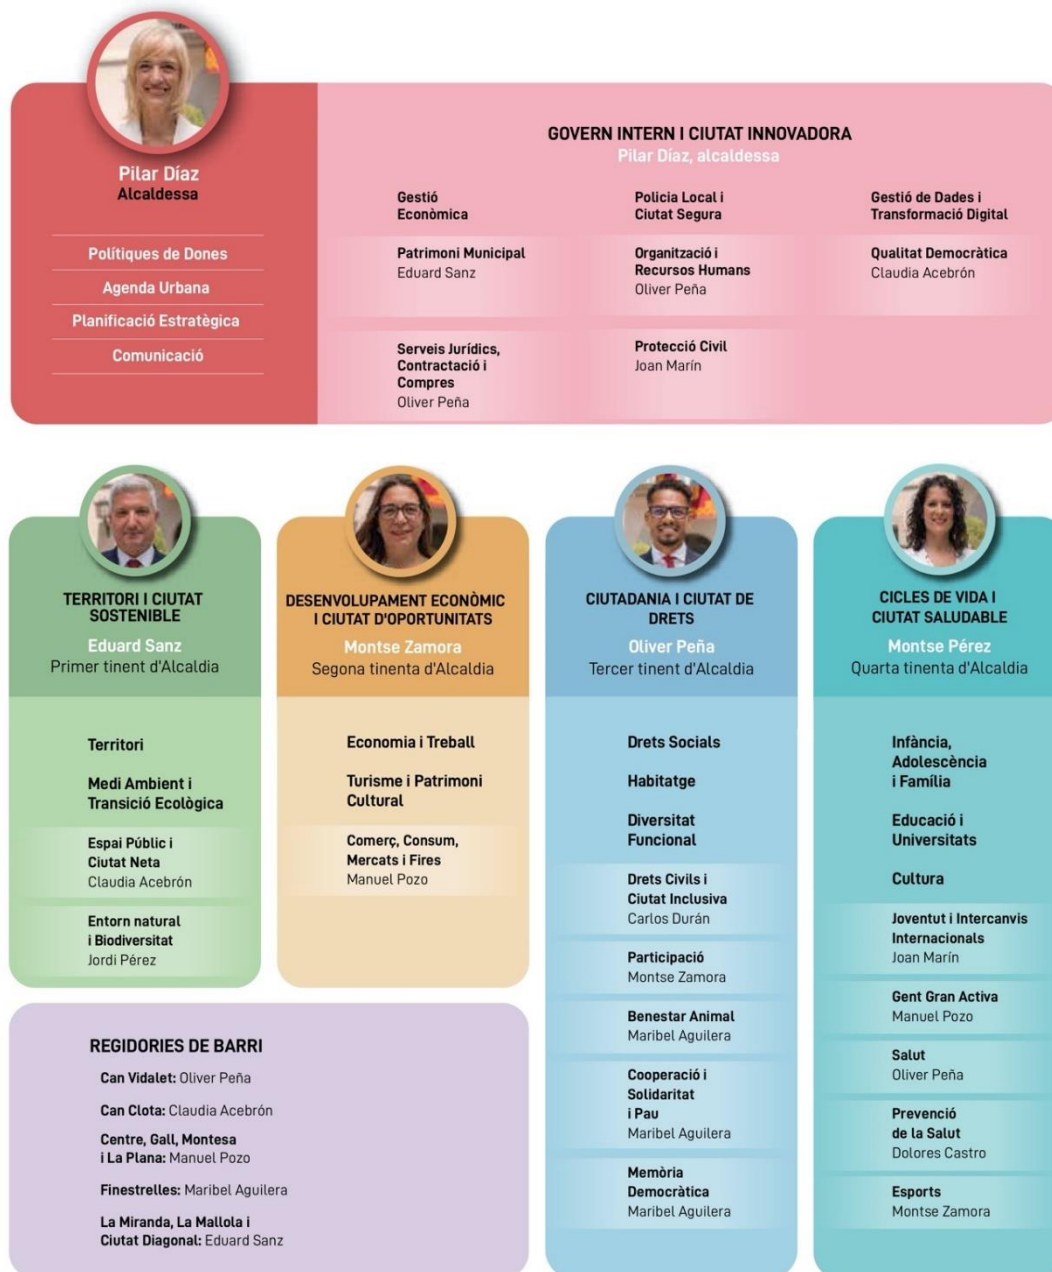 Pilar Díaz
Alcaldessa
Polítiques de Dones
Agenda Urbana
Planificació Estratègica
Comunicació
GOVERN INTERN I CIUTAT INNOVADORA
Pilar Díaz, alcaldessa
Gestió
Econòmica
Policia Local i
Ciutat Segura
Gestió de Dades i
Transformació Digital
Patrimoni Municipal
Eduard Sanz
Organització i
Recursos Humans
Oliver Peña
Qualitat Democràtica
Claudia Acebrón
Serveis Jurídics,
Contractació i
Compres
Oliver Peña
Protecció Civil
Joan Marín
TERRITORI I CIUTAT
SOSTENIBLE
Eduard Sanz
Primer tinent d'Alcaldia
Territori
Medi Ambient i
Transició Ecològica
Espai Públic i
Ciutat Neta
Claudia Acebrón
Entorn natural
i Biodiversitat
Jordi Pérez
DESENVOLUPAMENT ECONÒMIC
I CIUTAT D'OPORTUNITATS
Montse Zamora
Segona tinenta d'Alcaldia
Economia i Treball
Turisme i Patrimoni
Cultural
Comerç, Consum,
Mercats i Fires
Manuel Pozo
CIUTADANIA I CIUTAT DE
DRETS
Oliver Peña
Tercer tinent d'Alcaldia
Drets Socials
Habitatge
Diversitat
Funcional
Drets Civils i
Ciutat Inclusiva
Carlos Durán
Participació
Montse Zamora
Benestar Animal
Maribel Aguilera
Cooperació i
Solidaritat
i Pau
Maribel Aguilera
Memòria
Democràtica
Maribel Aguilera
CICLES DE VIDA I
CIUTAT SALUDABLE
Montse Pérez
Quarta tinenta d'Alcaldia
Infància,
Adolescència
i Família
Educació i
Universitats
Cultura
Joventut i Intercanvis
Internacionals
Joan Marín
Gent Gran Activa
Manuel Pozo
Salut
Oliver Peña
Prevenció
de la Salut
Dolores Castro
Esports
Montse Zamora
REGIDORIES DE BARRI
Can Vidalet: Oliver Peña
Can Clota: Claudia Acebrón
Centre, Gall, Montesa
i La Plana: Manuel Pozo
Finestrelles: Maribel Aguilera
La Miranda, La Mallola i
Ciutat Diagonal: Eduard Sanz